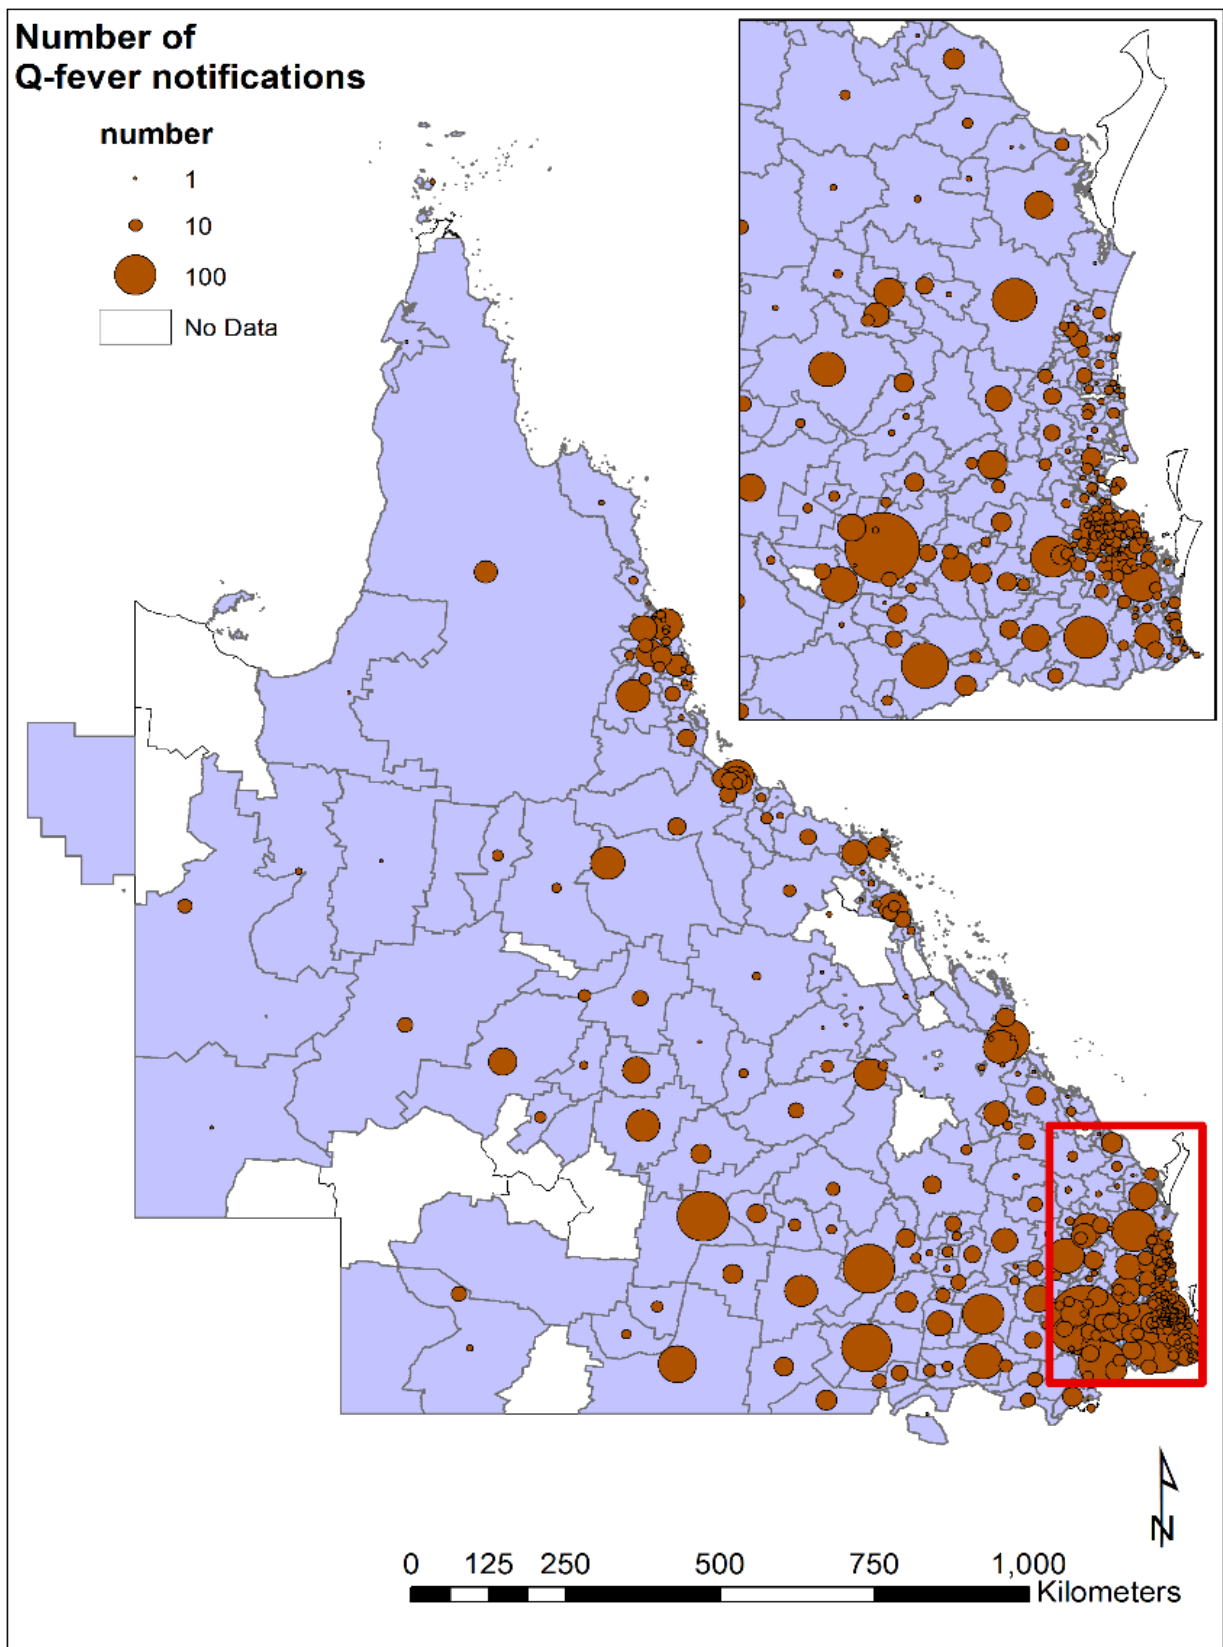 Number of
Q-fever notifications
number
1
10
100
No Data
N
0 125 250 500 750 1,000
Kilometers